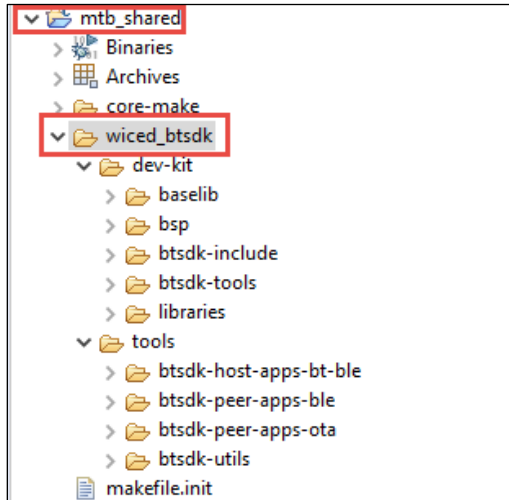 mtb_shared
Binaries
Archives
core-make
wiced_btsdk
dev-kit
baselib
bsp
btsdk-include
btsdk-tools
libraries
tools
btsdk-host-apps-bt-ble
btsdk-peer-apps-ble
btsdk-peer-apps-ota
btsdk-utils
makefile.init